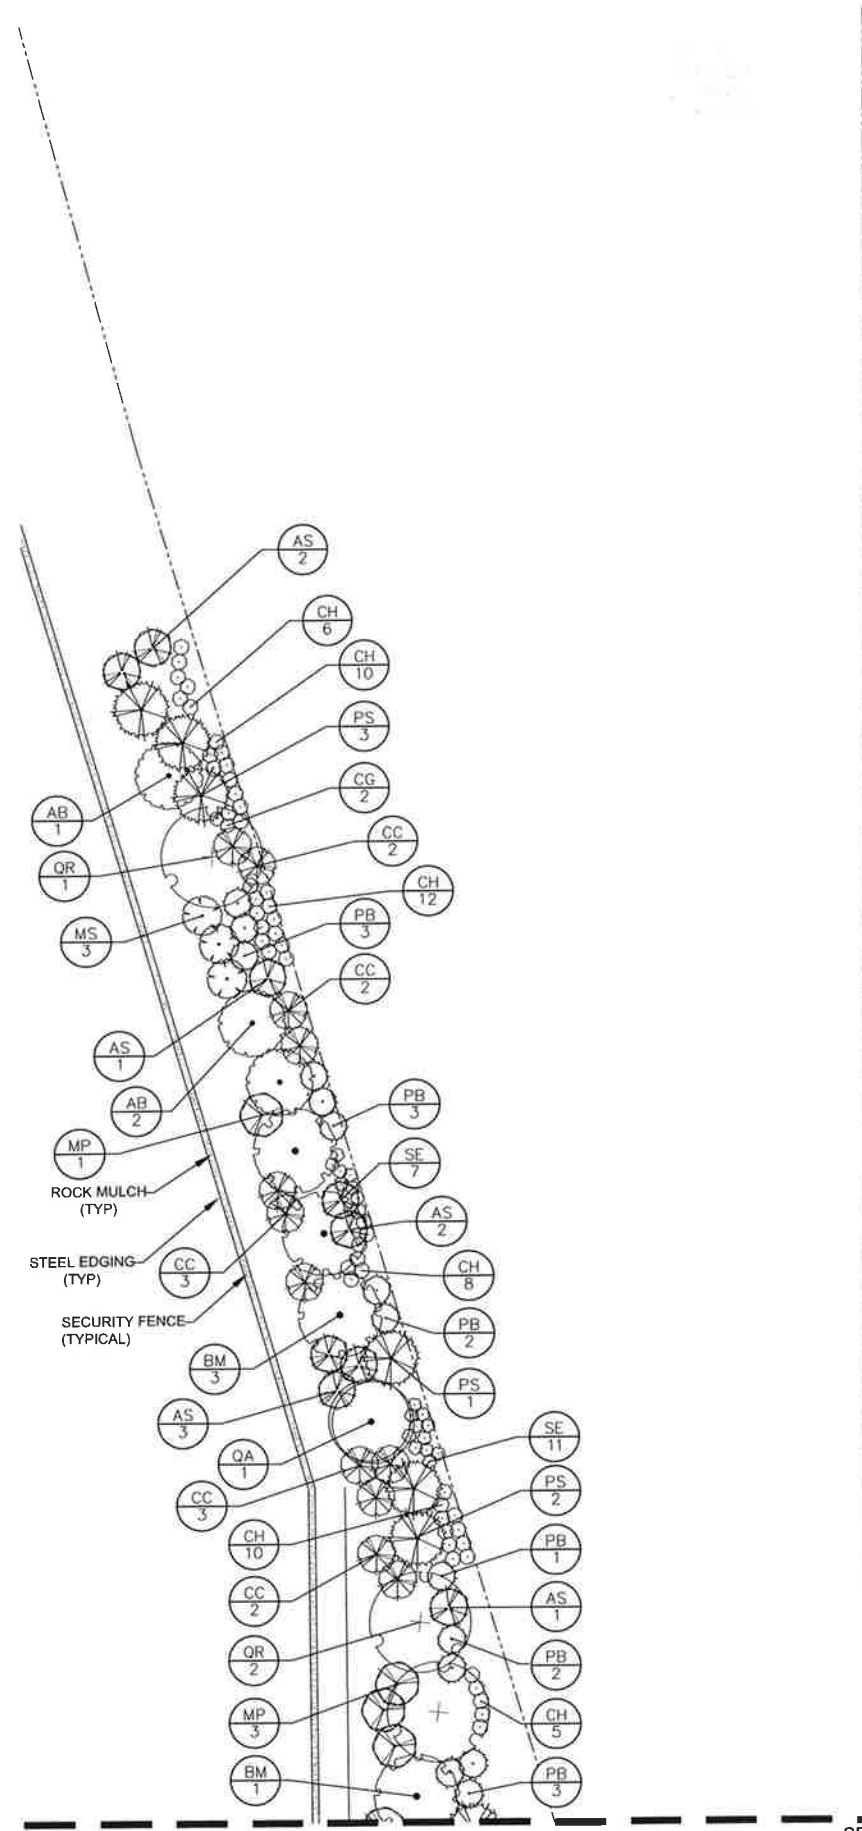 AS
2
CH
6
CH
10
PS
3
CG
2
AB
1
CC
2
QR
1
CH
12
PB
3
MS
3
CC
2
AS
1
AB
2
PB
3
MP
1
SE
7
ROCK MULCH
(TYP)
AS
2
STEEL EDGING
(TYP)
CC
3
CH
8
SECURITY FENCE
(TYPICAL)
PB
2
BM
3
PS
1
AS
3
SE
11
QA
1
PS
2
CC
3
CH
10
PB
1
CC
2
AS
1
QR
2
PB
2
MP
3
CH
5
BM
1
PB
3